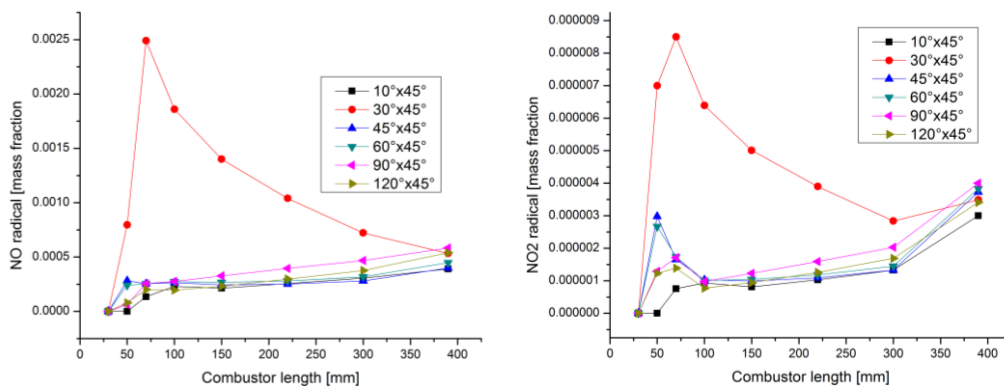 NO radical [mass fraction]
0.0025
0.0020
0.0015
0.0010
0.0005
0.0000
10°x45°
30°x45°
45°x45°
60°x45°
90°x45°
120°x45°
0 50 100 150 200 250 300 350 400
Combustor length [mm]
NO2 radical [mass fraction]
0.000009
0.000008
0.000007
0.000006
0.000005
0.000004
0.000003
0.000002
0.000001
0.000000
10°x45°
30°x45°
45°x45°
60°x45°
90°x45°
120°x45°
0 50 100 150 200 250 300 350 400
Combustor length [mm]